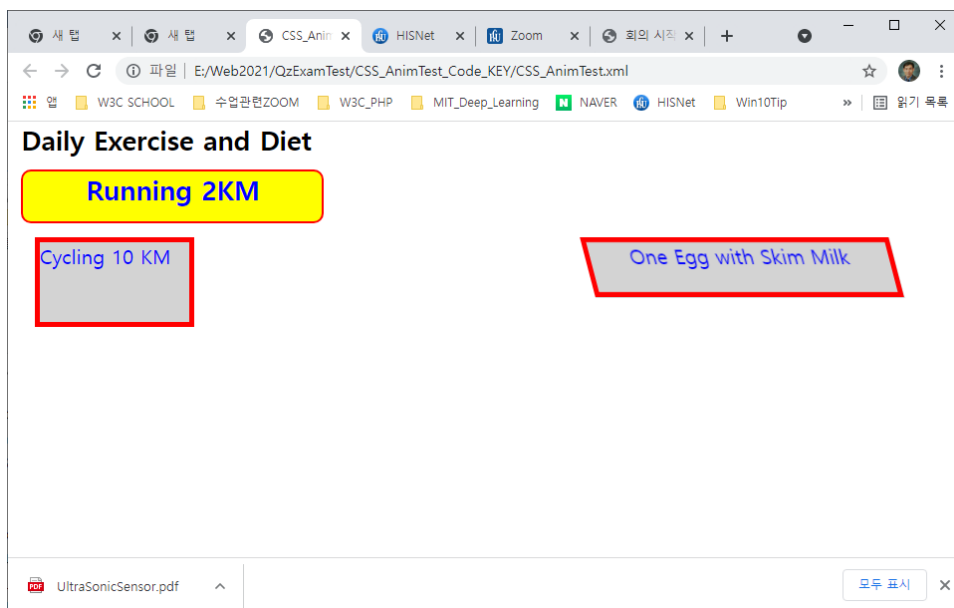 새 탭 새 탭 CSS_Anim HISNet Zoom 회의 시작
파일 E:/Web2021/QzExamTest/CSS_AnimTest_Code_KEY/CSS_AnimTest.xml
앱 W3C SCHOOL 수업관련ZOOM W3C_PHP MIT_Deep_Learning N NAVER HISNet Win10Tip » 읽기 목록
Daily Exercise and Diet
Running 2KM
Cycling 10 KM
One Egg with Skim Milk
PDF UltraSonicSensor.pdf 모두 표시